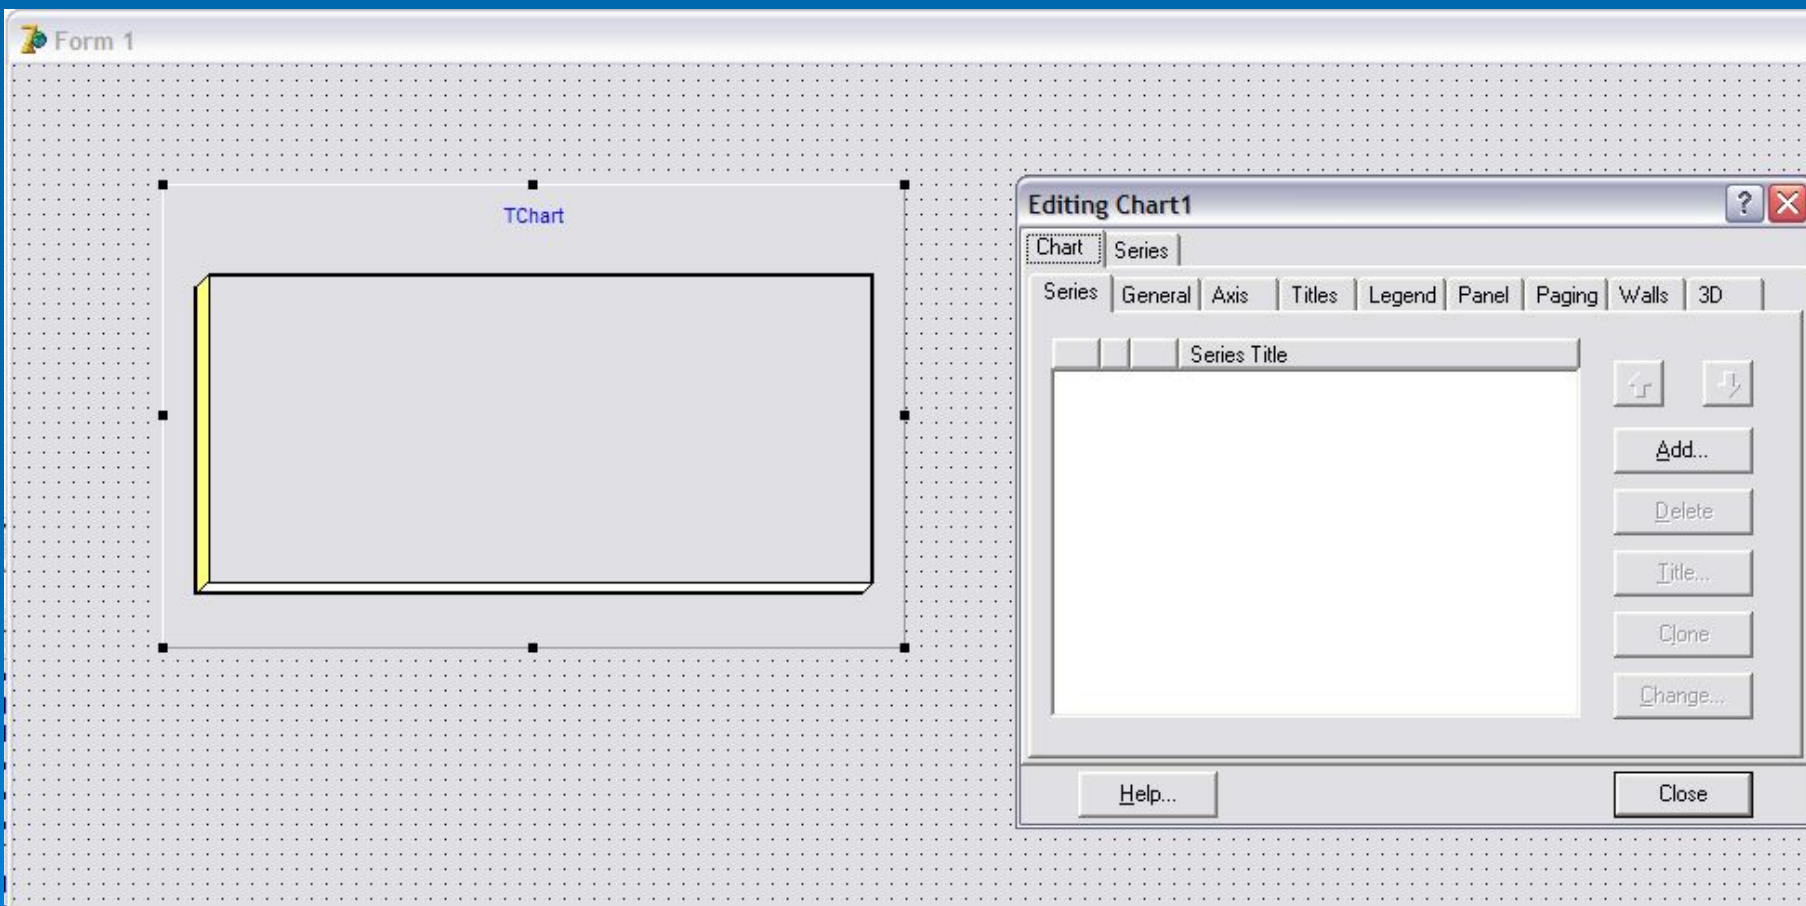 Form 1
TChart
Editing Chart1
?
Chart Series
Series General Axis Titles Legend Panel Paging Walls 3D
Series Title
Add...
Delete
Title...
Clone
Change...
Help... Close